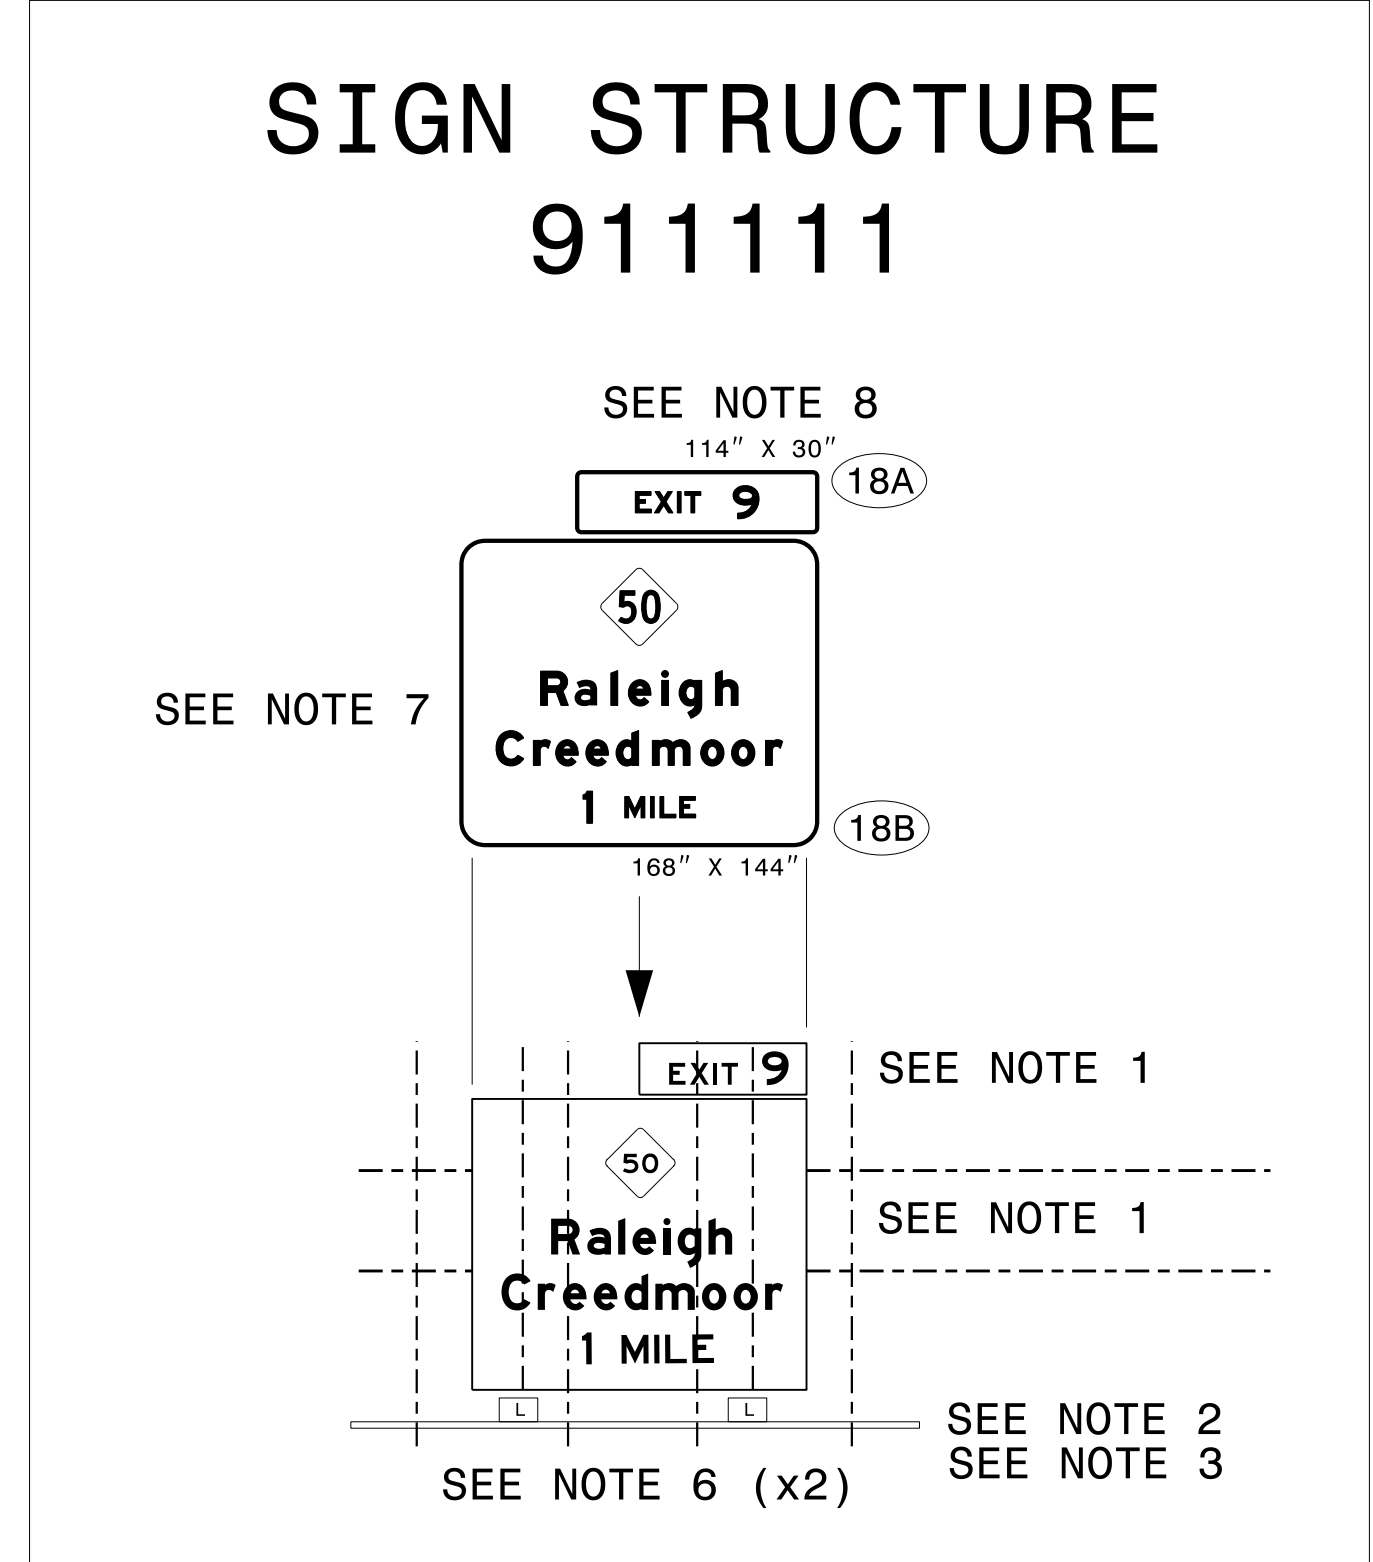 SIGN STRUCTURE
911111
SEE NOTE 8
114" X 30"
18A
EXIT 9
50
Raleigh
SEE NOTE 7
Creedmoor
1 MILE
18B
168" X 144"
EXIT 9
SEE NOTE 1
50
SEE NOTE 1
Raleigh
Creedmoor
1 MILE
L L
SEE NOTE 2
SEE NOTE 3
SEE NOTE 6 (x2)